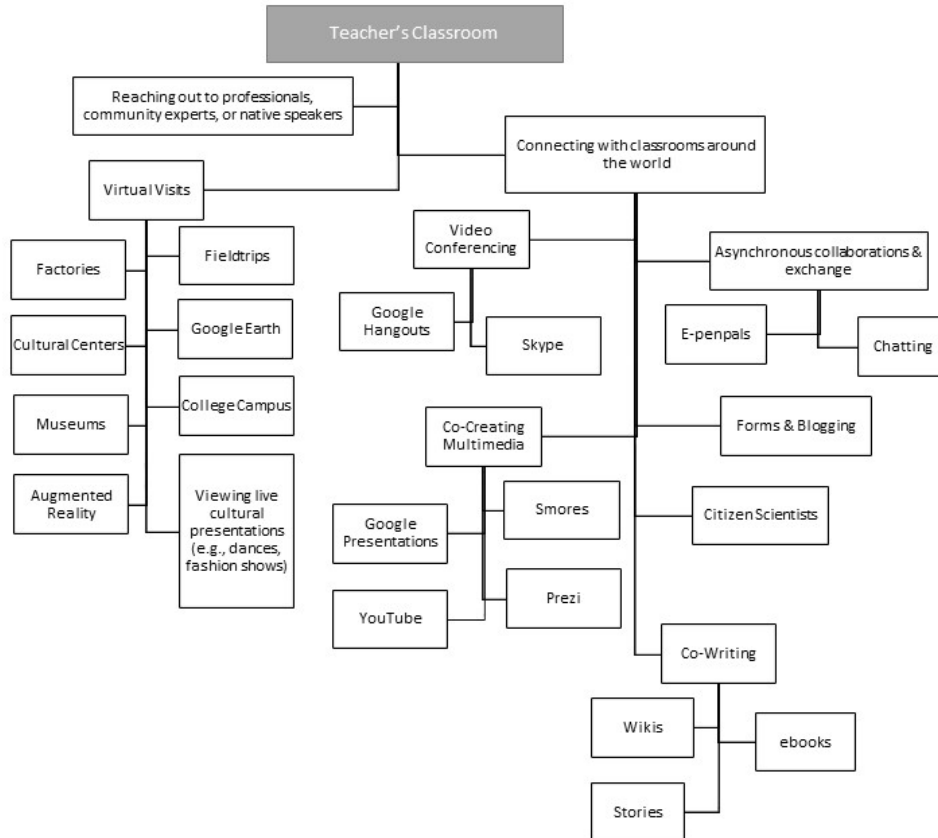 Teacher's Classroom
Reaching out to professionals,
community experts, or native speakers
Connecting with classrooms around
the world
Virtual Visits
Video
Conferencing
Asynchronous collaborations &
exchange
Factories
Fieldtrips
Google
Hangouts
Skype
E-penpals
Chatting
Cultural Centers
Google Earth
Museums
College Campus
Co-Creating
Multimedia
Forms & Blogging
Augmented
Reality
Viewing live
cultural
presentations
(e.g., dances,
fashion shows)
Google
Presentations
Smores
Citizen Scientists
YouTube
Prezi
Co-Writing
Wikis
ebooks
Stories